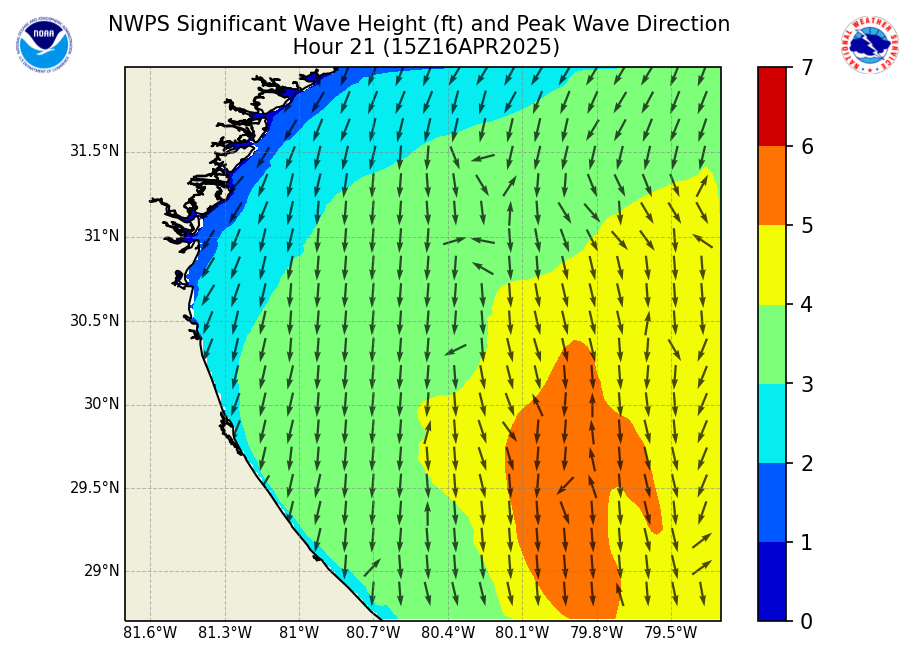 NWPS Significant Wave Height (ft) and Peak Wave Direction
Hour 21 (15Z16APR2025)
NOAA
NATIONAL WEATHER SERVICE
31.5°N
31°N
30.5°N
30°N
29.5°N
29°N
81.6°W 81.3°W 81°W 80.7°W 80.4°W 80.1°W 79.8°W 79.5°W
7
6
5
4
3
2
1
0